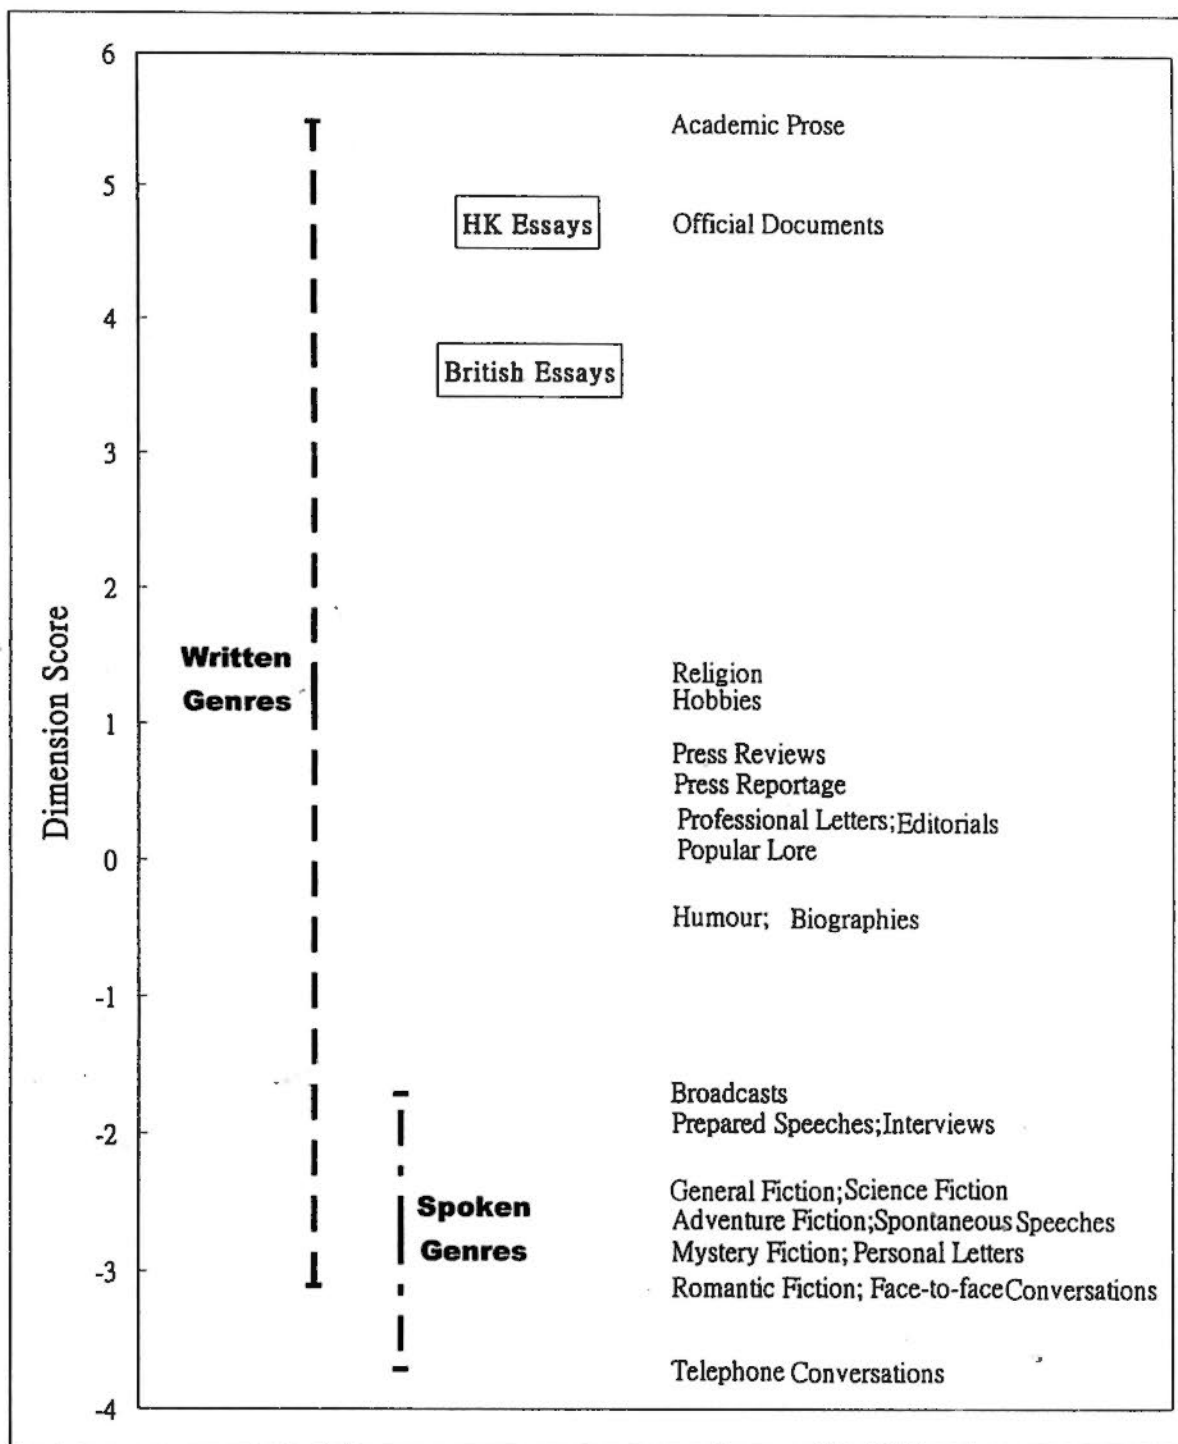 6
Academic Prose
5
HK Essays
Official Documents
4
British Essays
3
2
Written
Genres
Religion
Hobbies
1
Press Reviews
Press Reportage
Professional Letters;Editorials
Popular Lore
0
Humour; Biographies
-1
Broadcasts
Prepared Speeches;Interviews
-2
General Fiction;Science Fiction
Spoken
Genres
Adventure Fiction;Spontaneous Speeches
Mystery Fiction; Personal Letters
-3
Romantic Fiction; Face-to-face Conversations
Telephone Conversations
-4
Dimension Score